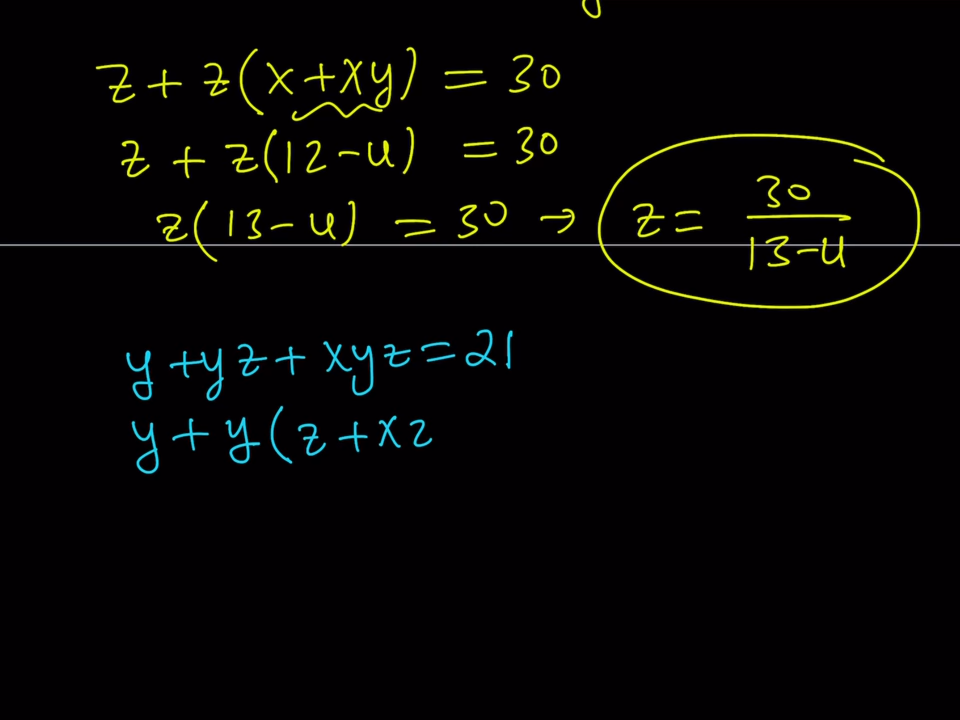 z + z(x+xy) = 30
z + z(12-u) = 30
z(13-u) = 30 → z = 30/(13-u)
y + yz + xyz = 21
y + y(z + xz